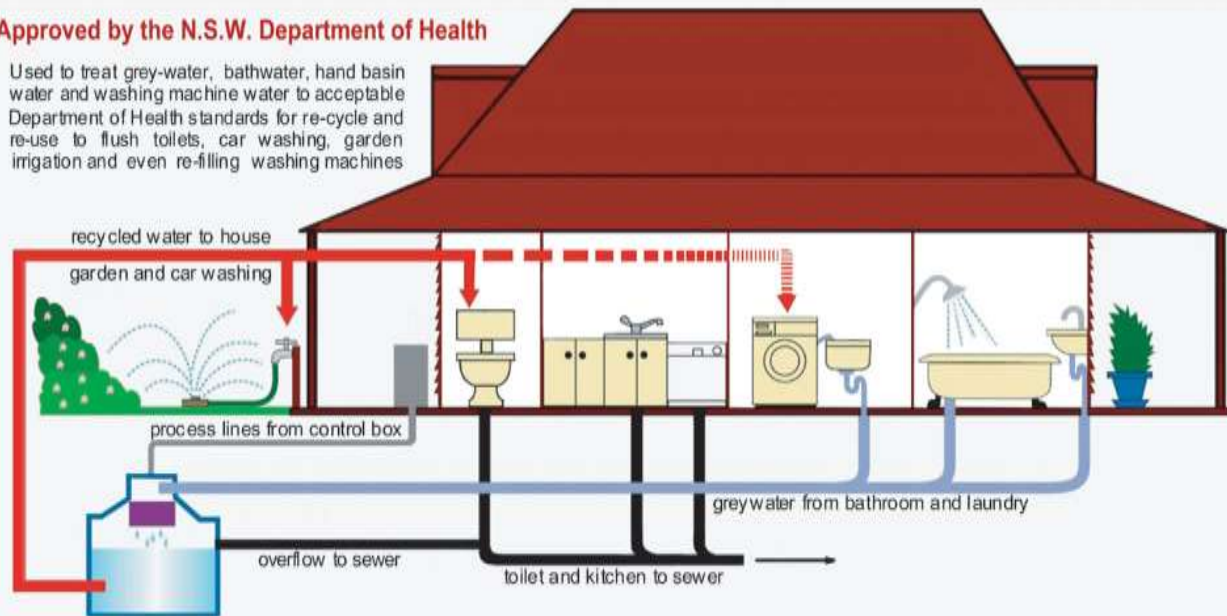 Approved by the N.S.W. Department of Health
Used to treat grey-water, bathwater, hand basin
water and washing machine water to acceptable
Department of Health standards for re-cycle and
re-use to flush toilets, car washing, garden
irrigation and even re-filling washing machines
recycled water to house
garden and car washing
process lines from control box
greywater from bathroom and laundry
overflow to sewer
toilet and kitchen to sewer